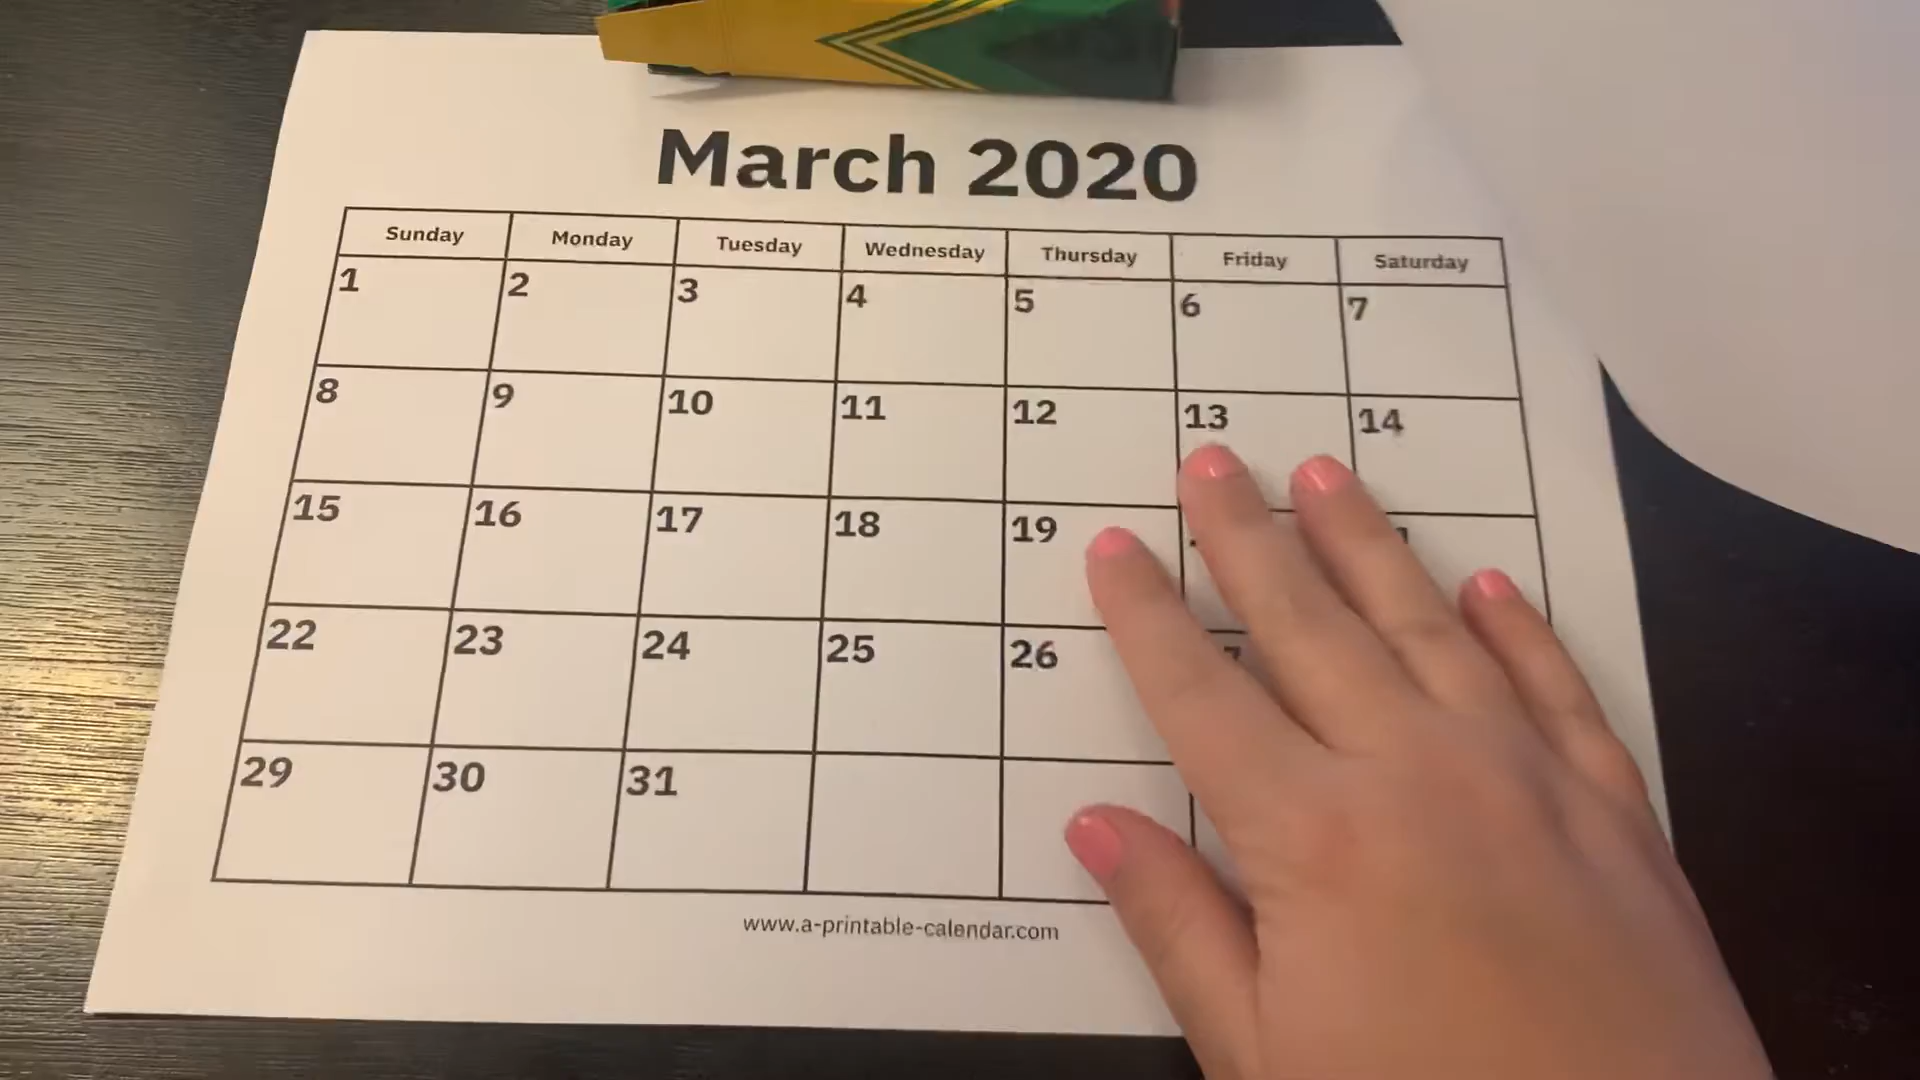 March 2020
Sunday Monday Tuesday Wednesday Thursday Friday Saturday
1 2 3 4 5 6 7
8 9 10 11 12 13 14
15 16 17 18 19
22 23 24 25 26
29 30 31
www.a-printable-calendar.com